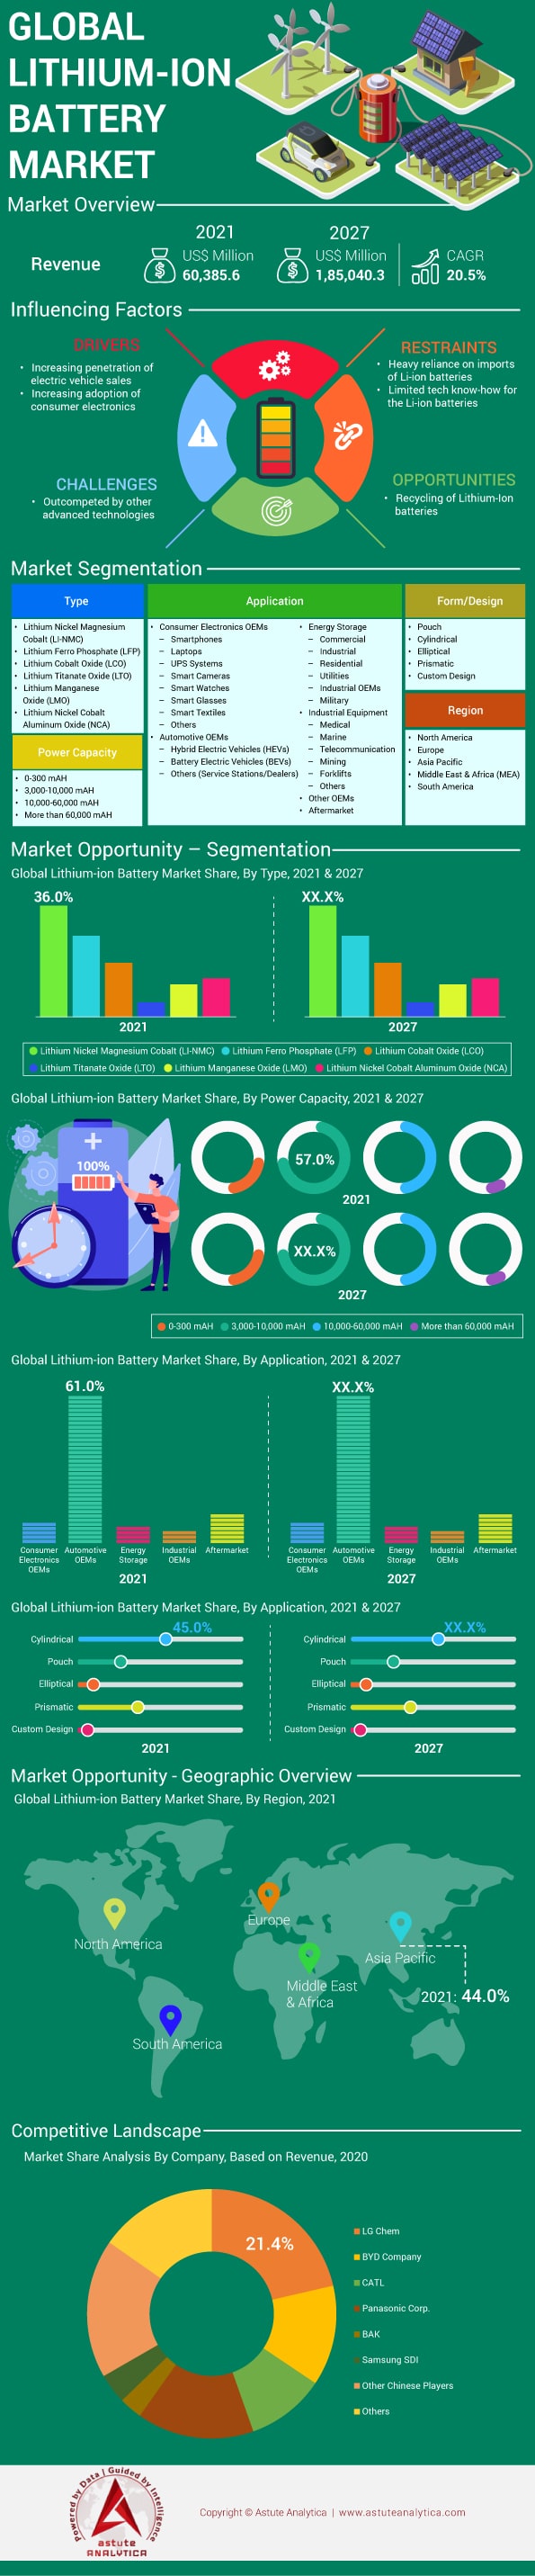 GLOBAL
LITHIUM-ION
BATTERY
MARKET
Market Overview
Revenue
2021
US$ Million
60,385.6
2027
US$ Million
1,85,040.3
CAGR
20.5%
Influencing Factors
DRIVERS
• Increasing penetration of
electric vehicle sales
• Increasing adoption of
consumer electronics
RESTRAINTS
• Heavy reliance on imports
of Li-ion batteries
• Limited tech know-how for
the Li-ion batteries
CHALLENGES
• Outcompeted by other
advanced technologies
OPPORTUNITIES
• Recycling of Lithium-Ion
batteries
Market Segmentation
Type
• Lithium Nickel Magnesium
Cobalt (LI-NMC)
• Lithium Ferro Phosphate (LFP)
• Lithium Cobalt Oxide (LCO)
• Lithium Titanate Oxide (LTO)
• Lithium Manganese
Oxide (LMO)
• Lithium Nickel Cobalt
Aluminum Oxide (NCA)
Power Capacity
• 0-300 mAH
• 3,000-10,000 mAH
• 10,000-60,000 mAH
• More than 60,000 mAH
Application
• Consumer Electronics OEMs
– Smartphones
– Laptops
– UPS Systems
– Smart Cameras
– Smart Watches
– Smart Glasses
– Smart Textiles
– Others
• Automotive OEMs
– Hybrid Electric Vehicles (HEVs)
– Battery Electric Vehicles (BEVs)
– Others (Service Stations/Dealers)
• Energy Storage
– Commercial
– Industrial
– Residential
– Utilities
– Industrial OEMs
– Military
• Industrial Equipment
– Medical
– Marine
– Telecommunication
– Mining
– Forklifts
– Others
• Other OEMs
• Aftermarket
Form/Design
• Pouch
• Cylindrical
• Elliptical
• Prismatic
• Custom Design
Region
• North America
• Europe
• Asia Pacific
• Middle East & Africa (MEA)
• South America
Market Opportunity – Segmentation
Global Lithium-ion Battery Market Share, By Type, 2021 & 2027
36.0%
XX.X%
2021
2027
Lithium Nickel Magnesium Cobalt (LI-NMC) Lithium Ferro Phosphate (LFP) Lithium Cobalt Oxide (LCO)
Lithium Titanate Oxide (LTO) Lithium Manganese Oxide (LMO) Lithium Nickel Cobalt Aluminum Oxide (NCA)
Global Lithium-ion Battery Market Share, By Power Capacity, 2021 & 2027
100%
57.0%
2021
XX.X%
2027
0-300 mAH 3,000-10,000 mAH 10,000-60,000 mAH More than 60,000 mAH
Global Lithium-ion Battery Market Share, By Application, 2021 & 2027
61.0%
Consumer
Electronics
OEMs
Automotive
OEMs
Energy
Storage
Industrial
OEMs
Aftermarket
2021
XX.X%
Consumer
Electronics
OEMs
Automotive
OEMs
Energy
Storage
Industrial
OEMs
Aftermarket
2027
Global Lithium-ion Battery Market Share, By Application, 2021 & 2027
45.0%
Cylindrical
Pouch
Elliptical
Prismatic
Custom Design
2021
XX.X%
Cylindrical
Pouch
Elliptical
Prismatic
Custom Design
2027
Market Opportunity - Geographic Overview
Global Lithium-ion Battery Market Share, By Region, 2021
North America
Europe
Asia Pacific
Middle East
& Africa
2021: 44.0%
South America
Competitive Landscape
Market Share Analysis By Company, Based on Revenue, 2020
21.4%
LG Chem
BYD Company
CATL
Panasonic Corp.
BAK
Samsung SDI
Other Chinese Players
Others
Powered by Data | Guided by Intelligence
astute
ANALYTICA
Copyright © Astute Analytica | www.astuteanalytica.com